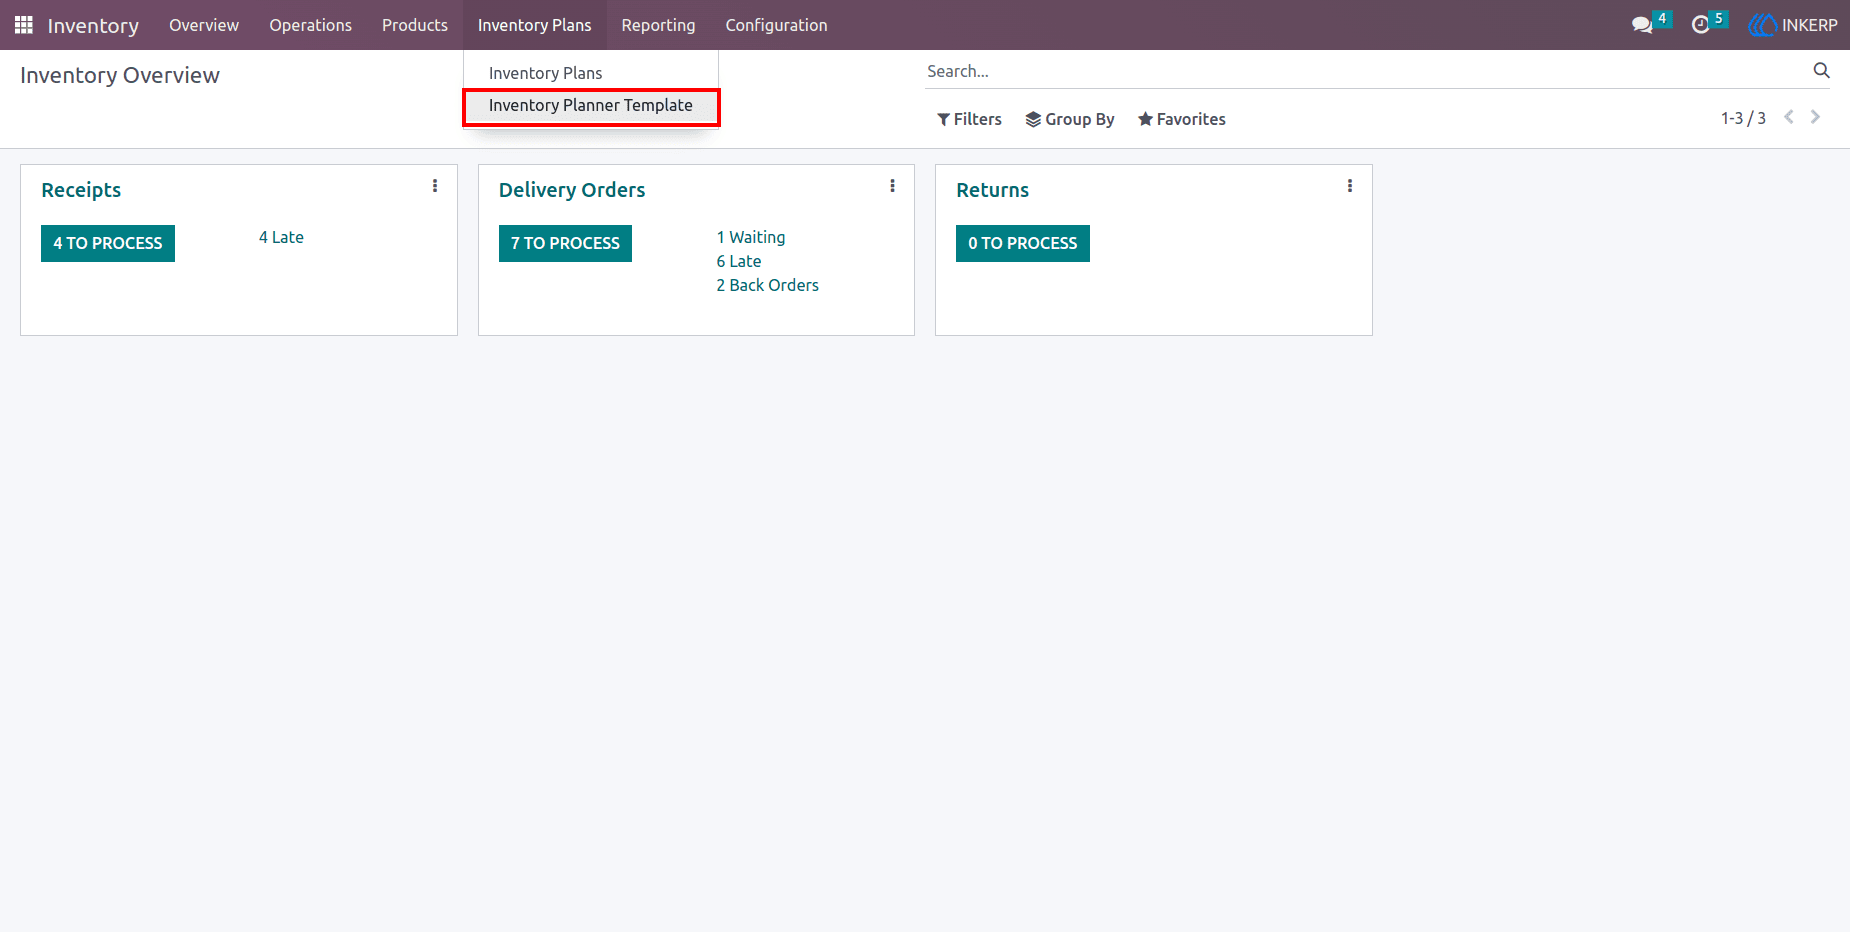 Inventory Overview Operations Products Inventory Plans Reporting Configuration 4 5 INKERP
Inventory Overview
Inventory Plans
Inventory Planner Template
Search...
Filters Group By Favorites 1-3 / 3
Receipts
4 TO PROCESS
4 Late
Delivery Orders
7 TO PROCESS
1 Waiting
6 Late
2 Back Orders
Returns
0 TO PROCESS